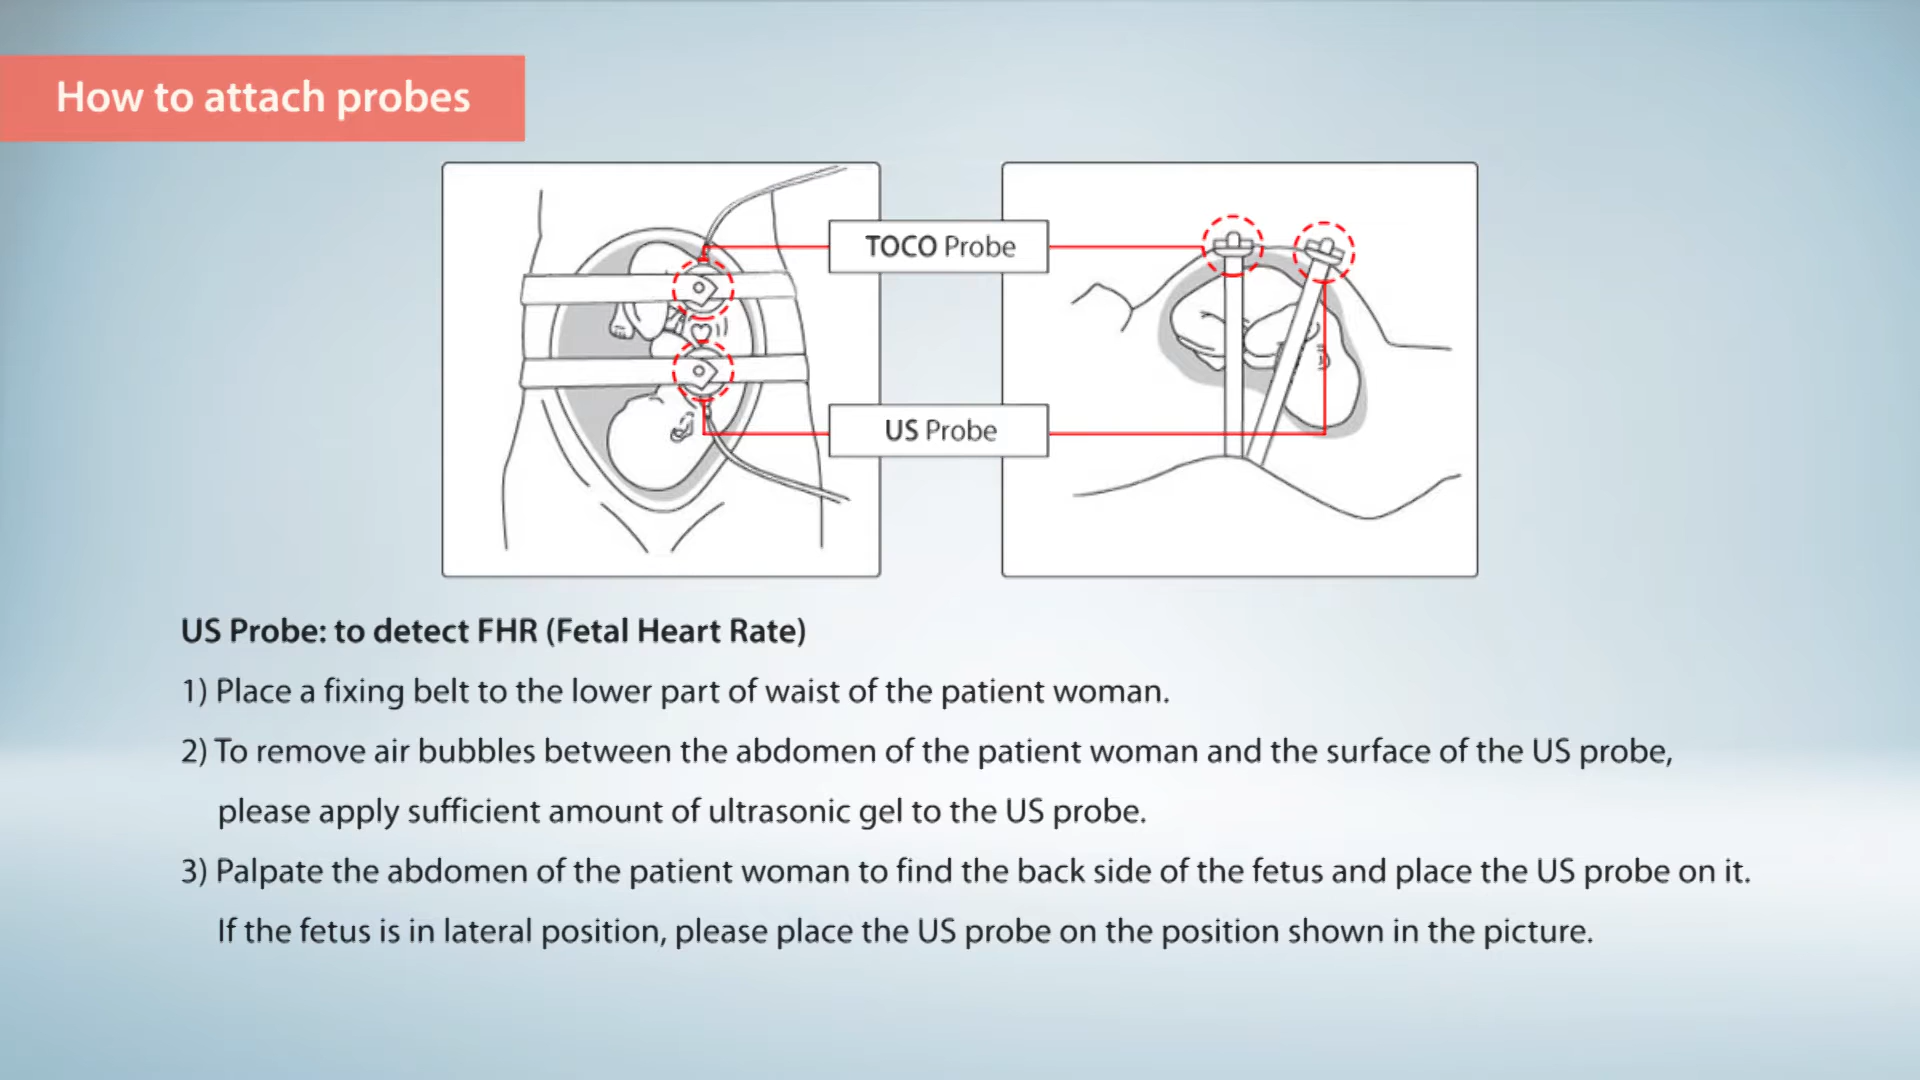 How to attach probes
TOCO Probe
US Probe
US Probe: to detect FHR (Fetal Heart Rate)
1) Place a fixing belt to the lower part of waist of the patient woman.
2) To remove air bubbles between the abdomen of the patient woman and the surface of the US probe,
please apply sufficient amount of ultrasonic gel to the US probe.
3) Palpate the abdomen of the patient woman to find the back side of the fetus and place the US probe on it.
If the fetus is in lateral position, please place the US probe on the position shown in the picture.